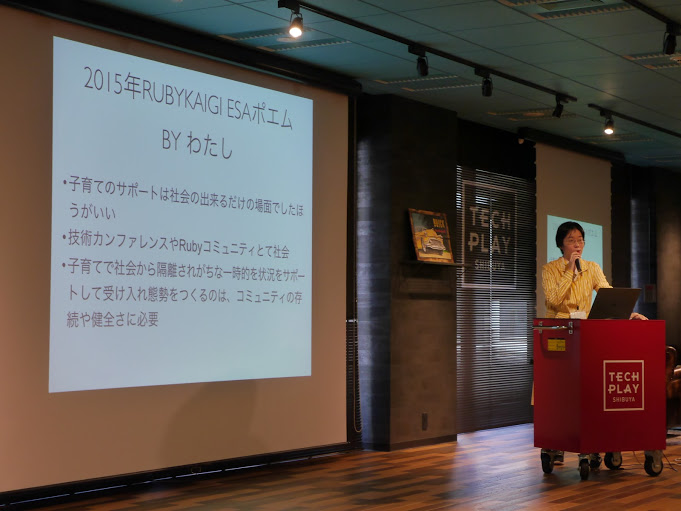 2015年RUBYKAIGI ESAポエム
BY わたし
•子育てのサポートは社会の出来るだけの場面でしたほ
うがいい
•技術カンファレンスやRubyコミュニティとて社会
•子育てで社会から隔離されがちな一時的を状況をサポー
トして受け入れ態勢をつくるのは、コミュニティの存
続や健全さに必要
TECH
PLAY
SHIBUYA
TECH
PLAY
SHIBUYA